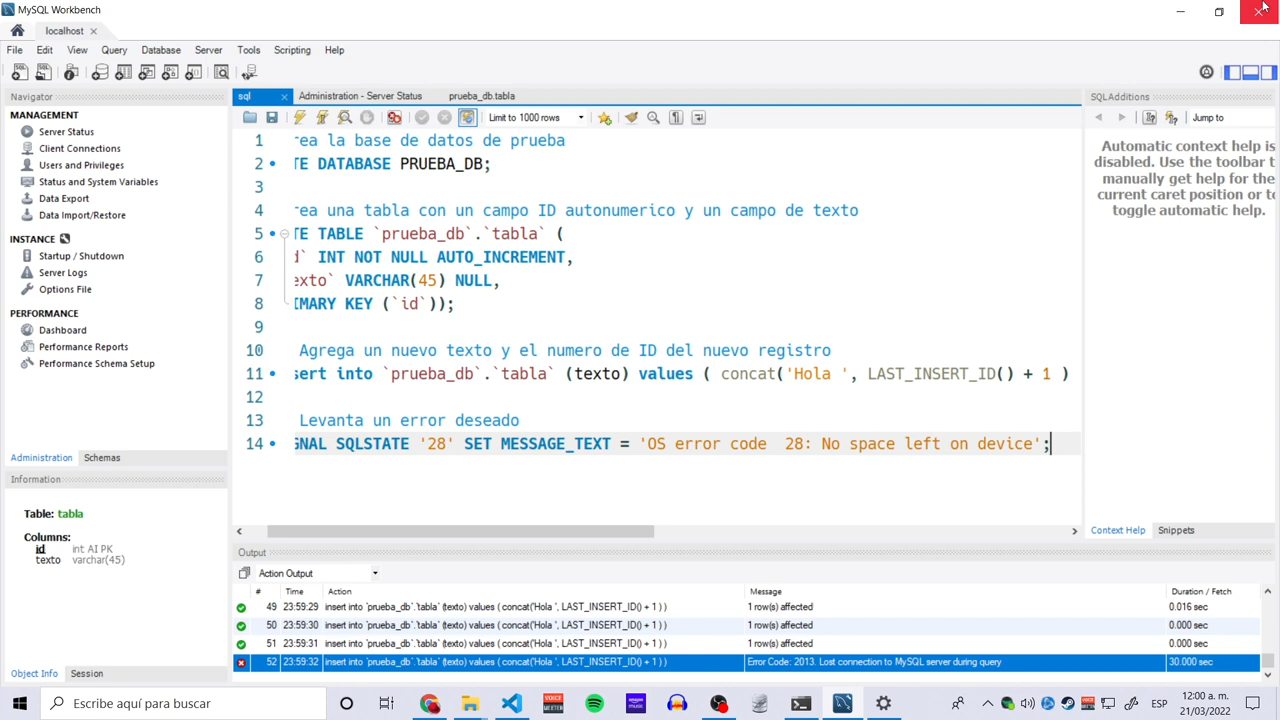 MySQL Workbench
localhost
File Edit View Query Database Server Tools Scripting Help
Navigator
MANAGEMENT
Server Status
Client Connections
Users and Privileges
Status and System Variables
Data Export
Data Import/Restore
INSTANCE
Startup / Shutdown
Server Logs
Options File
PERFORMANCE
Dashboard
Performance Reports
Performance Schema Setup
Administration Schemas
Information
Table: tabla
Columns:
id int AI PK
texto varchar(45)
Object Info Session
sql Administration - Server Status prueba_db.tabla
Limit to 1000 rows
1 rea la base de datos de prueba
2 TE DATABASE PRUEBA_DB;
3
4 rea una tabla con un campo ID autonumerico y un campo de texto
5 TE TABLE `prueba_db`.`tabla` (
6 d` INT NOT NULL AUTO_INCREMENT,
7 exto` VARCHAR(45) NULL,
8 IMARY KEY (`id`));
9
10 Agrega un nuevo texto y el numero de ID del nuevo registro
11 sert into `prueba_db`.`tabla` (texto) values ( concat('Hola ', LAST_INSERT_ID() + 1 )
12
13 Levanta un error deseado
14 GNAL SQLSTATE '28' SET MESSAGE_TEXT = 'OS error code  28: No space left on device';
SQLAdditions
Jump to
Automatic context help is
disabled. Use the toolbar t
manually get help for the
current caret position or to
toggle automatic help.
Context Help Snippets
Output
Action Output
# Time Action Message Duration / Fetch
49 23:59:29 insert into `prueba_db`.`tabla` (texto) values ( concat('Hola ', LAST_INSERT_ID() + 1 ) ) 1 row(s) affected 0.016 sec
50 23:59:30 insert into `prueba_db`.`tabla` (texto) values ( concat('Hola ', LAST_INSERT_ID() + 1 ) ) 1 row(s) affected 0.000 sec
51 23:59:31 insert into `prueba_db`.`tabla` (texto) values ( concat('Hola ', LAST_INSERT_ID() + 1 ) ) 1 row(s) affected 0.000 sec
52 23:59:32 insert into `prueba_db`.`tabla` (texto) values ( concat('Hola ', LAST_INSERT_ID() + 1 ) ) Error Code: 2013. Lost connection to MySQL server during query 30.000 sec
Escribe aquí para buscar
ESP
12:00 a. m.
21/03/2022